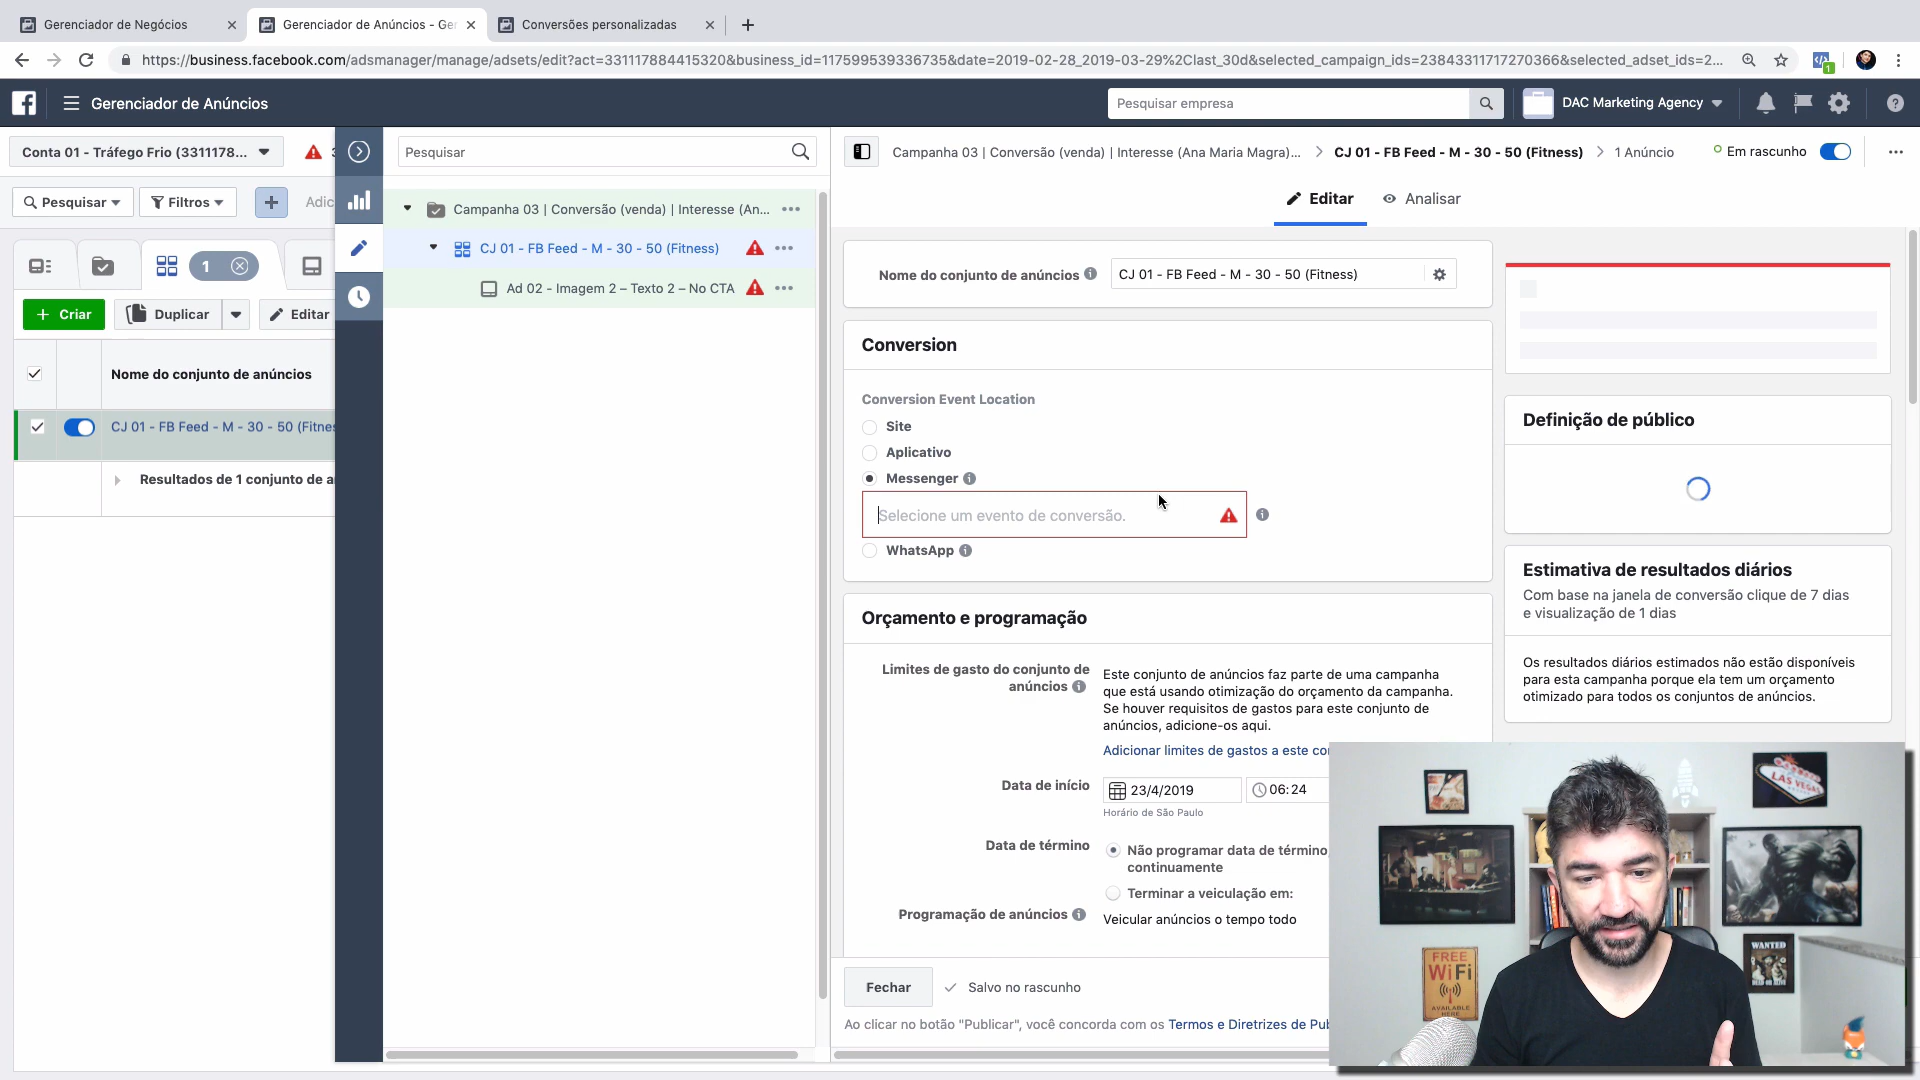 Gerenciador de Negócios
Gerenciador de Anúncios - Ger
Conversões personalizadas
https://business.facebook.com/adsmanager/manage/adsets/edit?act=331117884415320&business_id=117599539336735&date=2019-02-28_2019-03-29%2Clast_30d&selected_campaign_ids=23843311717270366&selected_adset_ids=2...
1
Gerenciador de Anúncios
Pesquisar empresa
DAC Marketing Agency
Conta 01 - Tráfego Frio (3311178...
Pesquisar
Campanha 03 | Conversão (venda) | Interesse (Ana Maria Magra)...
CJ 01 - FB Feed - M - 30 - 50 (Fitness)
1 Anúncio
Em rascunho
Pesquisar
Filtros
Adic
Editar
Analisar
Campanha 03 | Conversão (venda) | Interesse (An...
CJ 01 - FB Feed - M - 30 - 50 (Fitness)
Ad 02 - Imagem 2 – Texto 2 – No CTA
1
Criar
Duplicar
Editar
Nome do conjunto de anúncios
CJ 01 - FB Feed - M - 30 - 50 (Fitnes
Resultados de 1 conjunto de a
Nome do conjunto de anúncios
CJ 01 - FB Feed - M - 30 - 50 (Fitness)
Conversion
Conversion Event Location
Site
Aplicativo
Messenger
Selecione um evento de conversão.
WhatsApp
Orçamento e programação
Limites de gasto do conjunto de
anúncios
Este conjunto de anúncios faz parte de uma campanha
que está usando otimização do orçamento da campanha.
Se houver requisitos de gastos para este conjunto de
anúncios, adicione-os aqui.
Adicionar limites de gastos a este co
Data de início
23/4/2019
06:24
Horário de São Paulo
Data de término
Não programar data de término,
continuamente
Terminar a veiculação em:
Programação de anúncios
Veicular anúncios o tempo todo
Fechar
Salvo no rascunho
Ao clicar no botão "Publicar", você concorda com os Termos e Diretrizes de Pub
Definição de público
Estimativa de resultados diários
Com base na janela de conversão clique de 7 dias
e visualização de 1 dias
Os resultados diários estimados não estão disponíveis
para esta campanha porque ela tem um orçamento
otimizado para todos os conjuntos de anúncios.
LAS VEGAS
FREE
WiFi
AVAILABLE
HERE
WANTED